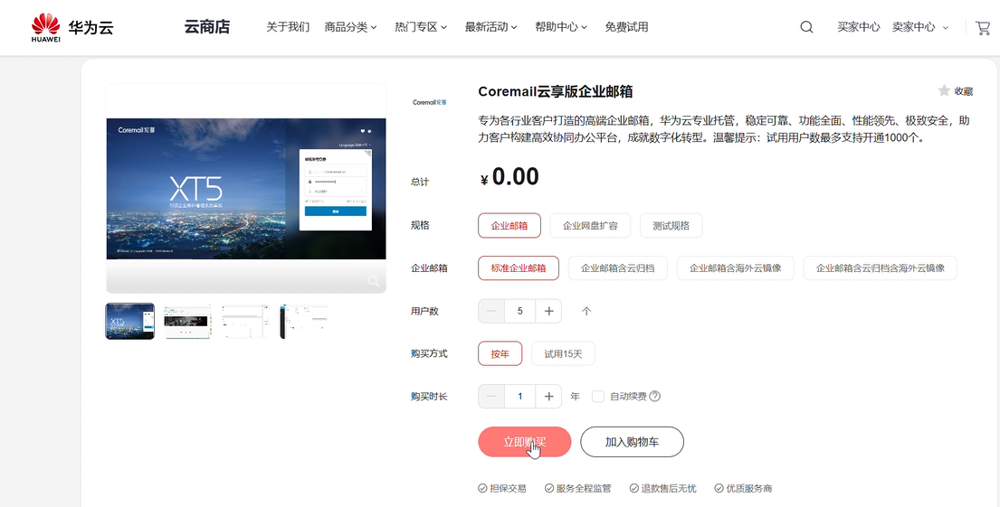 HUAWEI 华为云 云商店 关于我们 商品分类 热门专区 最新活动 帮助中心 免费试用 买家中心 卖家中心
Coremail论客
Coremail云享版企业邮箱 收藏
专为各行业客户打造的高端企业邮箱，华为云专业托管，稳定可靠、功能全面、性能领先、极致安全，助
力客户构建高效协同办公平台，成就数字化转型。温馨提示：试用用户数最多支持开通1000个。
Coremail论客
XT5
总计 ¥ 0.00
规格 企业邮箱 企业网盘扩容 测试规格
企业邮箱 标准企业邮箱 企业邮箱含云归档 企业邮箱含海外云镜像 企业邮箱含云归档含海外云镜像
用户数 5 个
购买方式 按年 试用15天
购买时长 1 年 自动续费
立即购买 加入购物车
担保交易 服务全程监管 退款售后无忧 优质服务商